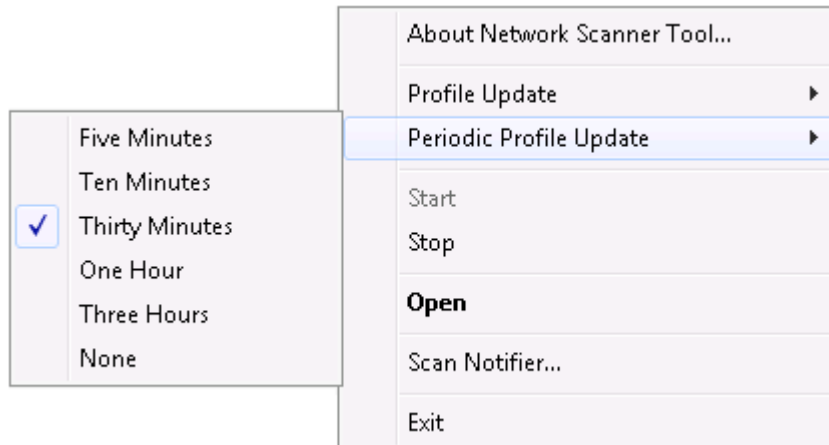 About Network Scanner Tool...
Profile Update
Periodic Profile Update
Five Minutes
Ten Minutes
Thirty Minutes
One Hour
Three Hours
None
Start
Stop
Open
Scan Notifier...
Exit